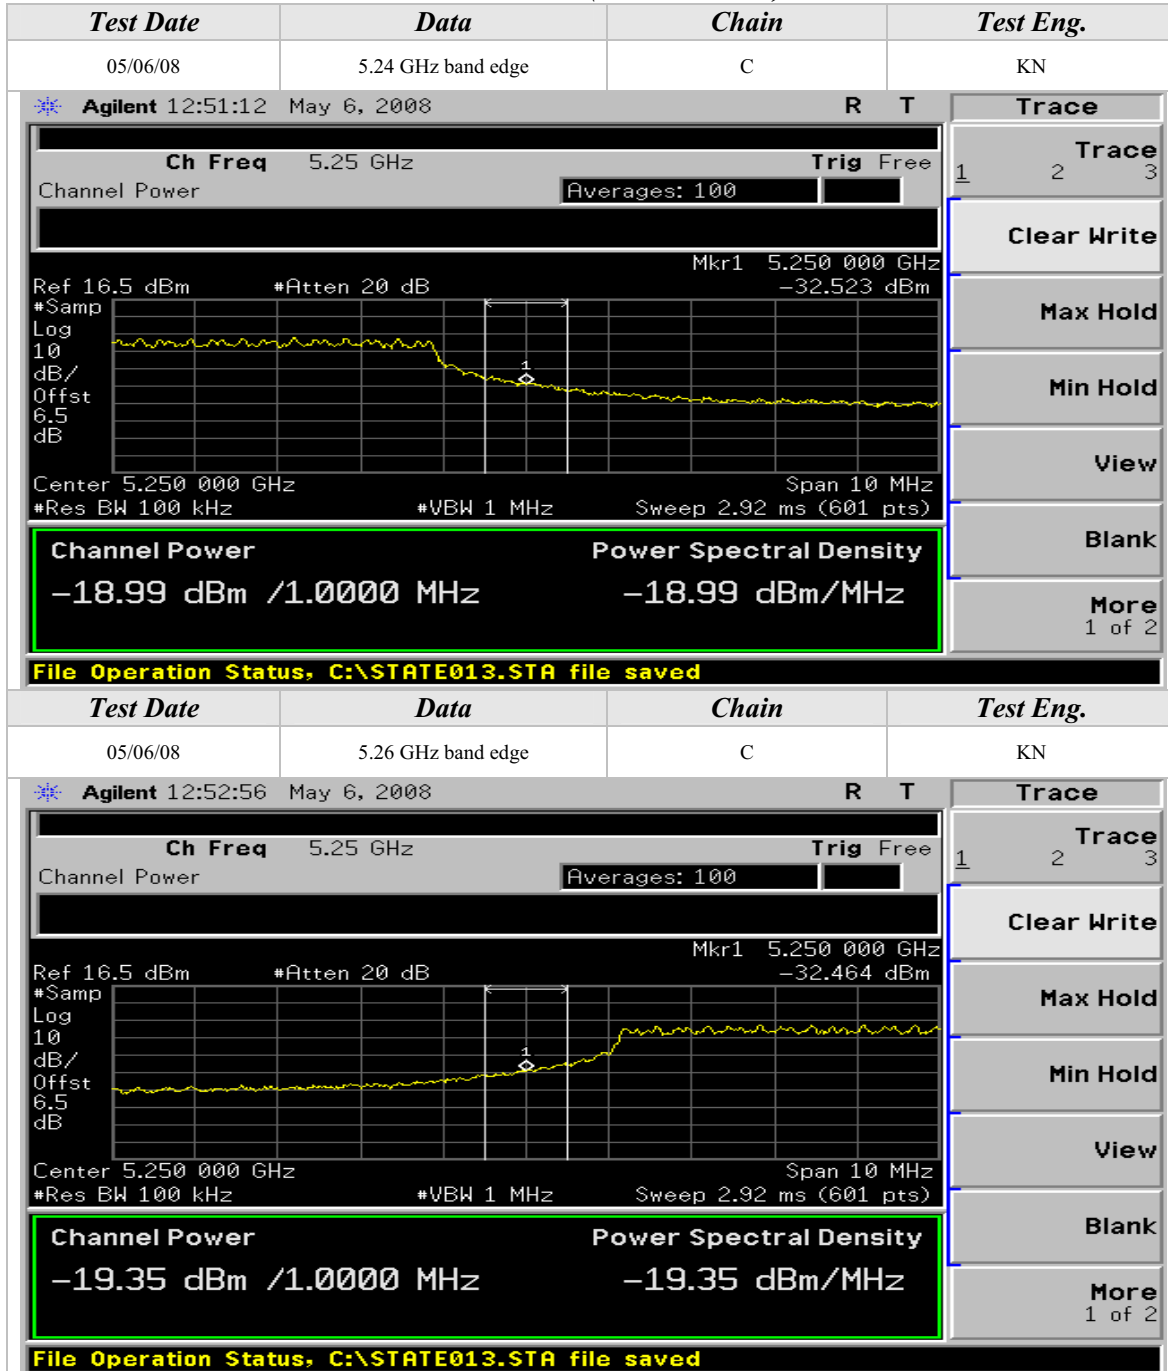 Test Date Data Chain Test Eng.
05/06/08 5.24 GHz band edge C KN
Agilent 12:51:12 May 6, 2008 R T Trace
Ch Freq 5.25 GHz Trig Free
Channel Power Averages: 100
Trace
1 2 3
Clear Write
Mkr1 5.250 000 GHz
Ref 16.5 dBm #Atten 20 dB -32.523 dBm
#Samp
Log
10
dB/
Offst
6.5
dB
1
Max Hold
Min Hold
View
Center 5.250 000 GHz Span 10 MHz
#Res BW 100 kHz #VBW 1 MHz Sweep 2.92 ms (601 pts)
Channel Power Power Spectral Density
-18.99 dBm /1.0000 MHz -18.99 dBm/MHz
Blank
More
1 of 2
File Operation Status, C:\STATE013.STA file saved
Test Date Data Chain Test Eng.
05/06/08 5.26 GHz band edge C KN
Agilent 12:52:56 May 6, 2008 R T Trace
Ch Freq 5.25 GHz Trig Free
Channel Power Averages: 100
Trace
1 2 3
Clear Write
Mkr1 5.250 000 GHz
Ref 16.5 dBm #Atten 20 dB -32.464 dBm
#Samp
Log
10
dB/
Offst
6.5
dB
1
Max Hold
Min Hold
View
Center 5.250 000 GHz Span 10 MHz
#Res BW 100 kHz #VBW 1 MHz Sweep 2.92 ms (601 pts)
Channel Power Power Spectral Density
-19.35 dBm /1.0000 MHz -19.35 dBm/MHz
Blank
More
1 of 2
File Operation Status, C:\STATE013.STA file saved